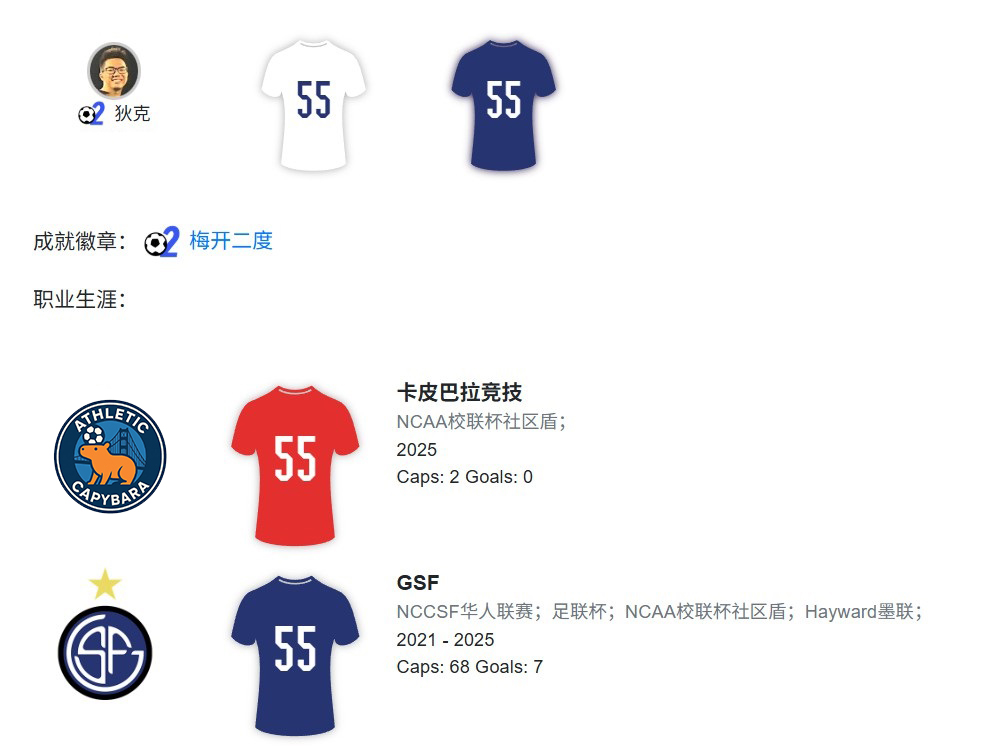 55
55
2 狄克
成就徽章： 2 梅开二度
职业生涯：
ATHLETIC
CAPYBARA
55
卡皮巴拉竞技
NCAA校联杯社区盾；
2025
Caps: 2 Goals: 0
GSF
55
GSF
NCCSF华人联赛；足联杯；NCAA校联杯社区盾；Hayward墨联；
2021 - 2025
Caps: 68 Goals: 7